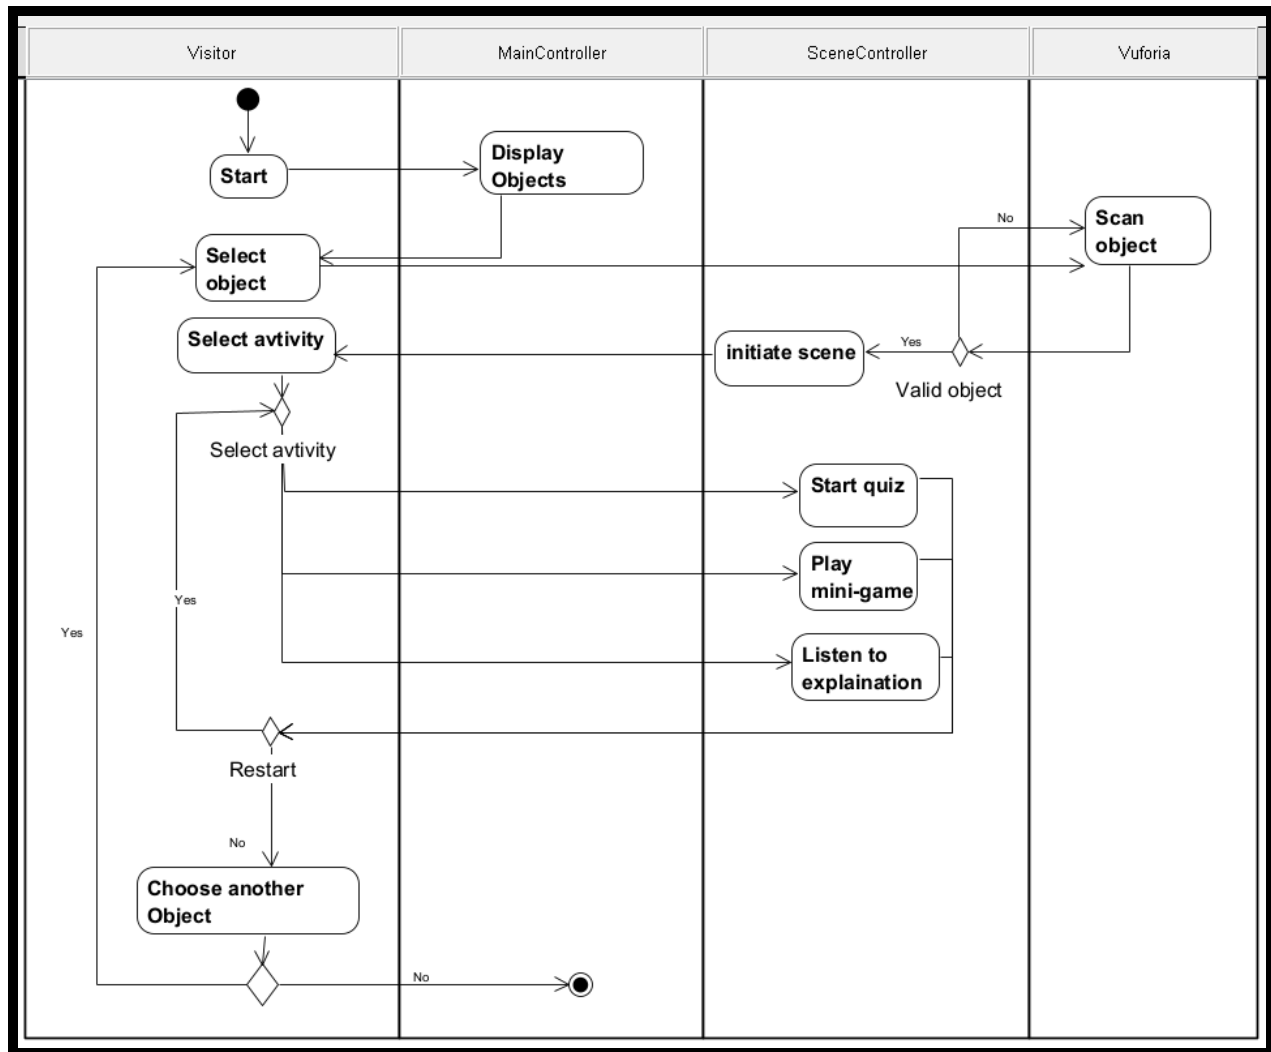 Visitor
MainController
SceneController
Vuforia
Start
Display
Objects
No
Scan
object
Select
object
Select avtivity
initiate scene
Yes
Valid object
Select avtivity
Start quiz
Play
mini-game
Yes
Yes
Listen to
explaination
Restart
No
Choose another
Object
No